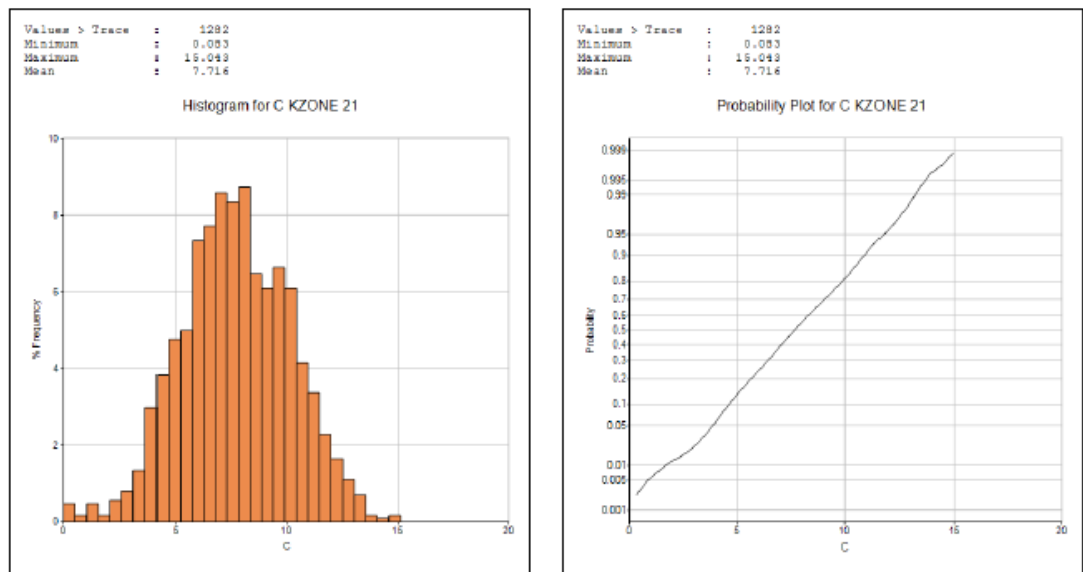 Values > Trace : 1282
Minimum : 0.083
Maximum : 15.043
Mean : 7.716
Histogram for C KZONE 21
% Frequency
10
8
6
4
2
0
0 5 10 15 20
C
Values > Trace : 1282
Minimum : 0.083
Maximum : 15.043
Mean : 7.716
Probability Plot for C KZONE 21
Probability
0.999
0.995
0.99
0.95
0.9
0.8
0.7
0.6
0.5
0.4
0.3
0.2
0.1
0.05
0.01
0.005
0.001
0 5 10 15 20
C